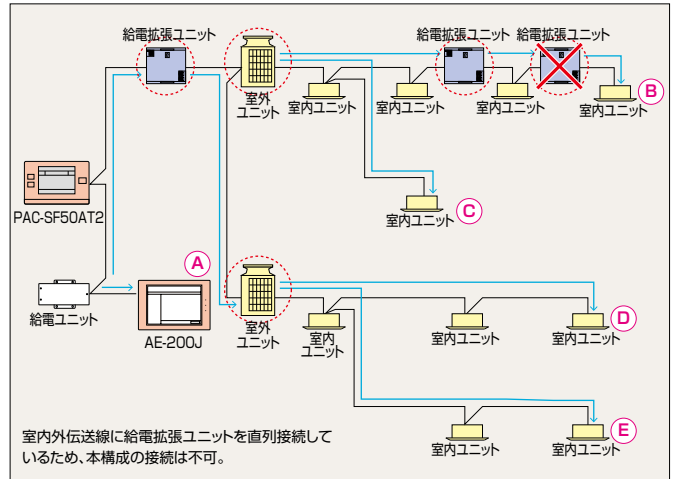 給電拡張ユニット
給電拡張ユニット
給電拡張ユニット
室外
ユニット
室内ユニット
室内ユニット
室内ユニット
室内ユニット
B
PAC-SF50AT2
室内ユニット
C
A
給電ユニット
AE-200J
室外
ユニット
室内
ユニット
室内ユニット
室内ユニット
D
室内ユニット
室内ユニット
E
室内外伝送線に給電拡張ユニットを直列接続して
いるため、本構成の接続は不可。